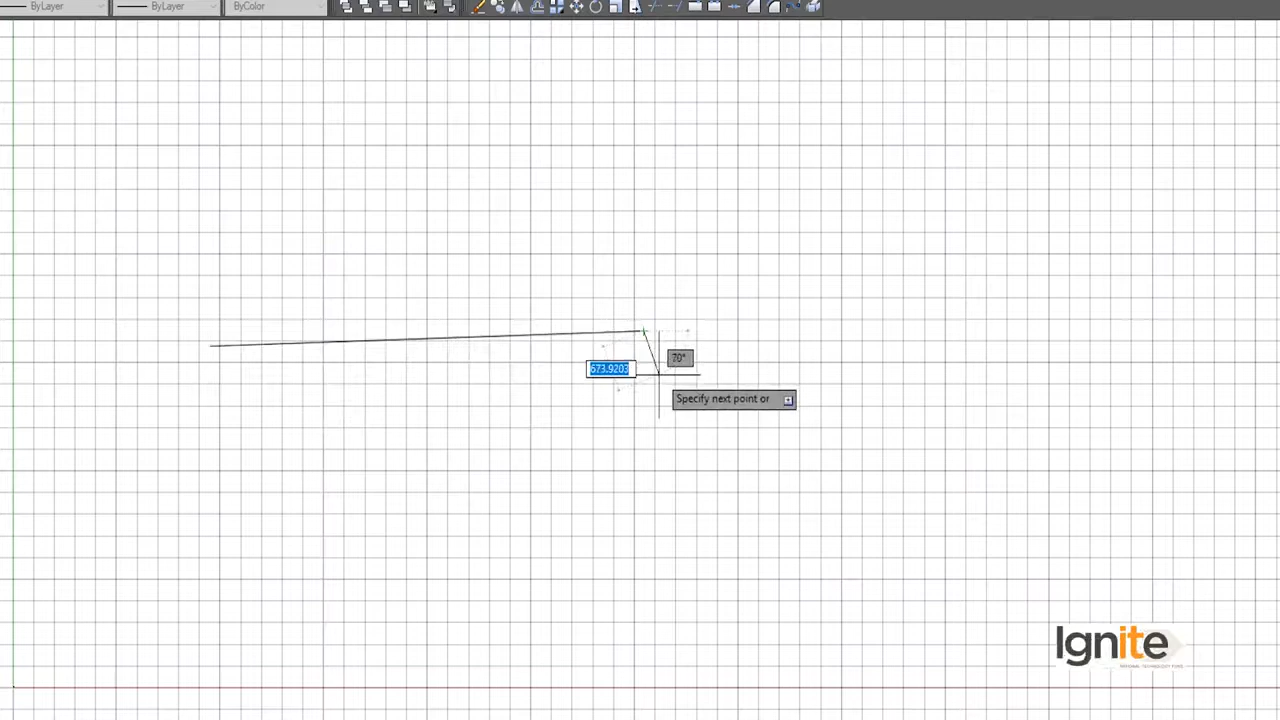 ByLayer
ByLayer
ByColor
70°
673.9203
Specify next point or
Ignite